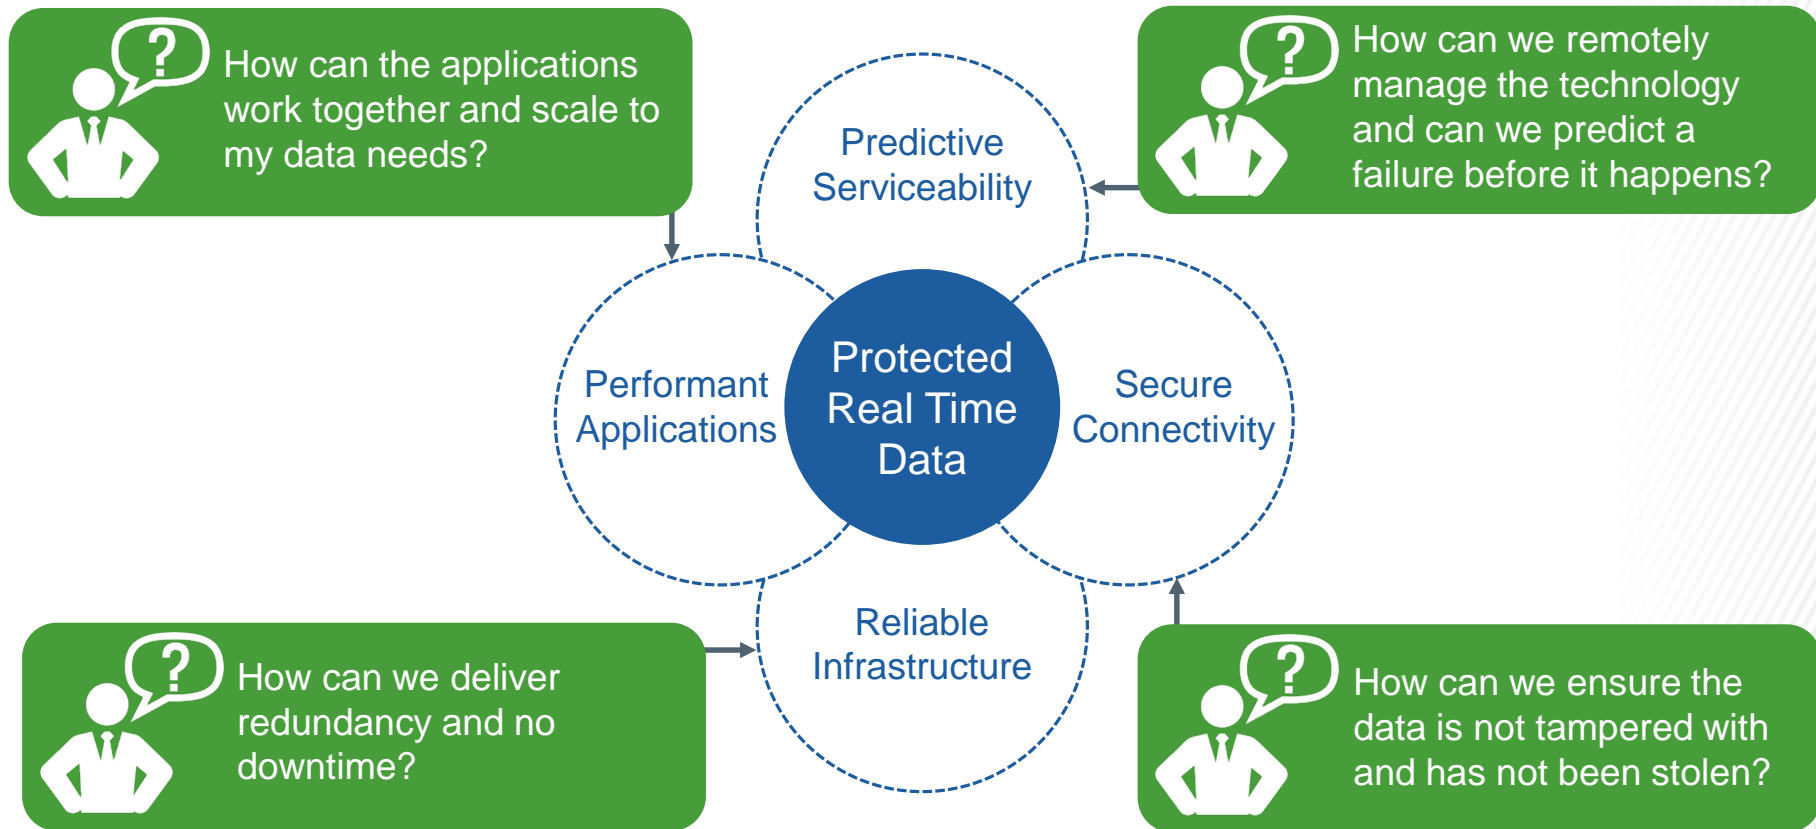 ?
How can the applications
work together and scale to
my data needs?
?
How can we remotely
manage the technology
and can we predict a
failure before it happens?
Predictive
Serviceability
Performant
Applications
Protected
Real Time
Data
Secure
Connectivity
Reliable
Infrastructure
?
How can we deliver
redundancy and no
downtime?
?
How can we ensure the
data is not tampered with
and has not been stolen?